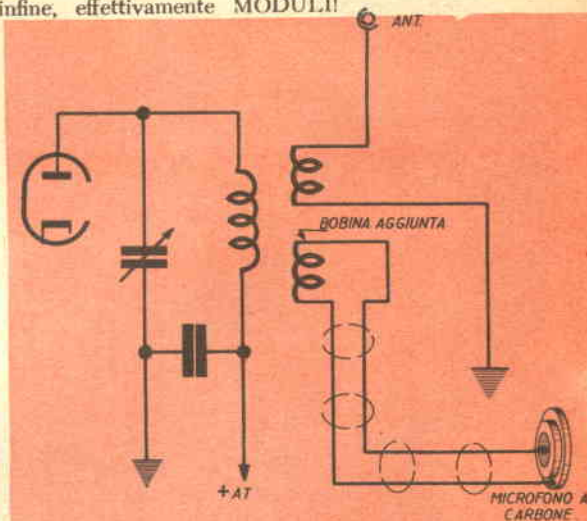 infine, effettivamente MODULI!
ANT.
BOBINA AGGIUNTA
+ AT
MICROFONO A
CARBONE